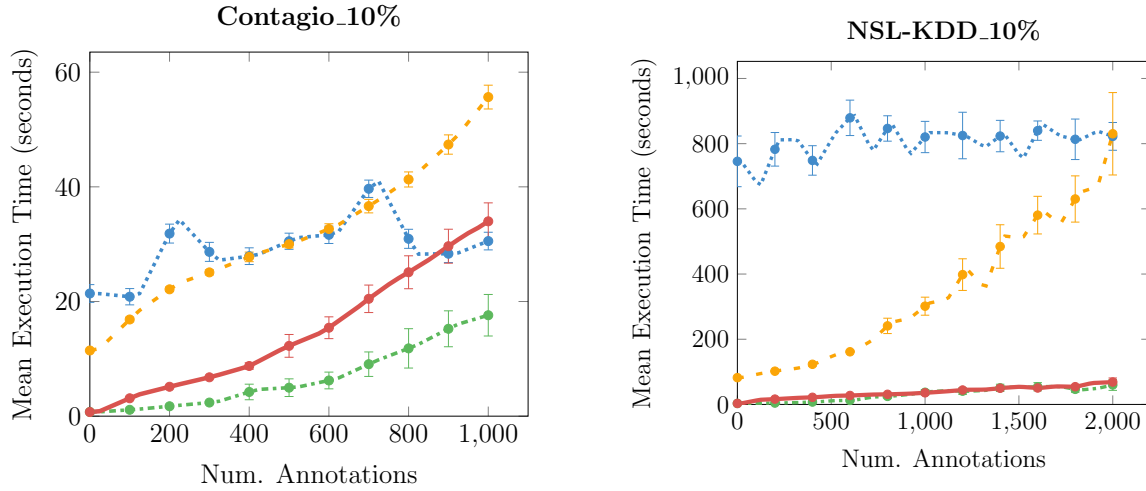 Contagio_10%
Mean Execution Time (seconds)
60
40
20
0
0 200 400 600 800 1,000
Num. Annotations
NSL-KDD_10%
Mean Execution Time (seconds)
1,000
800
600
400
200
0
0 500 1,000 1,500 2,000
Num. Annotations